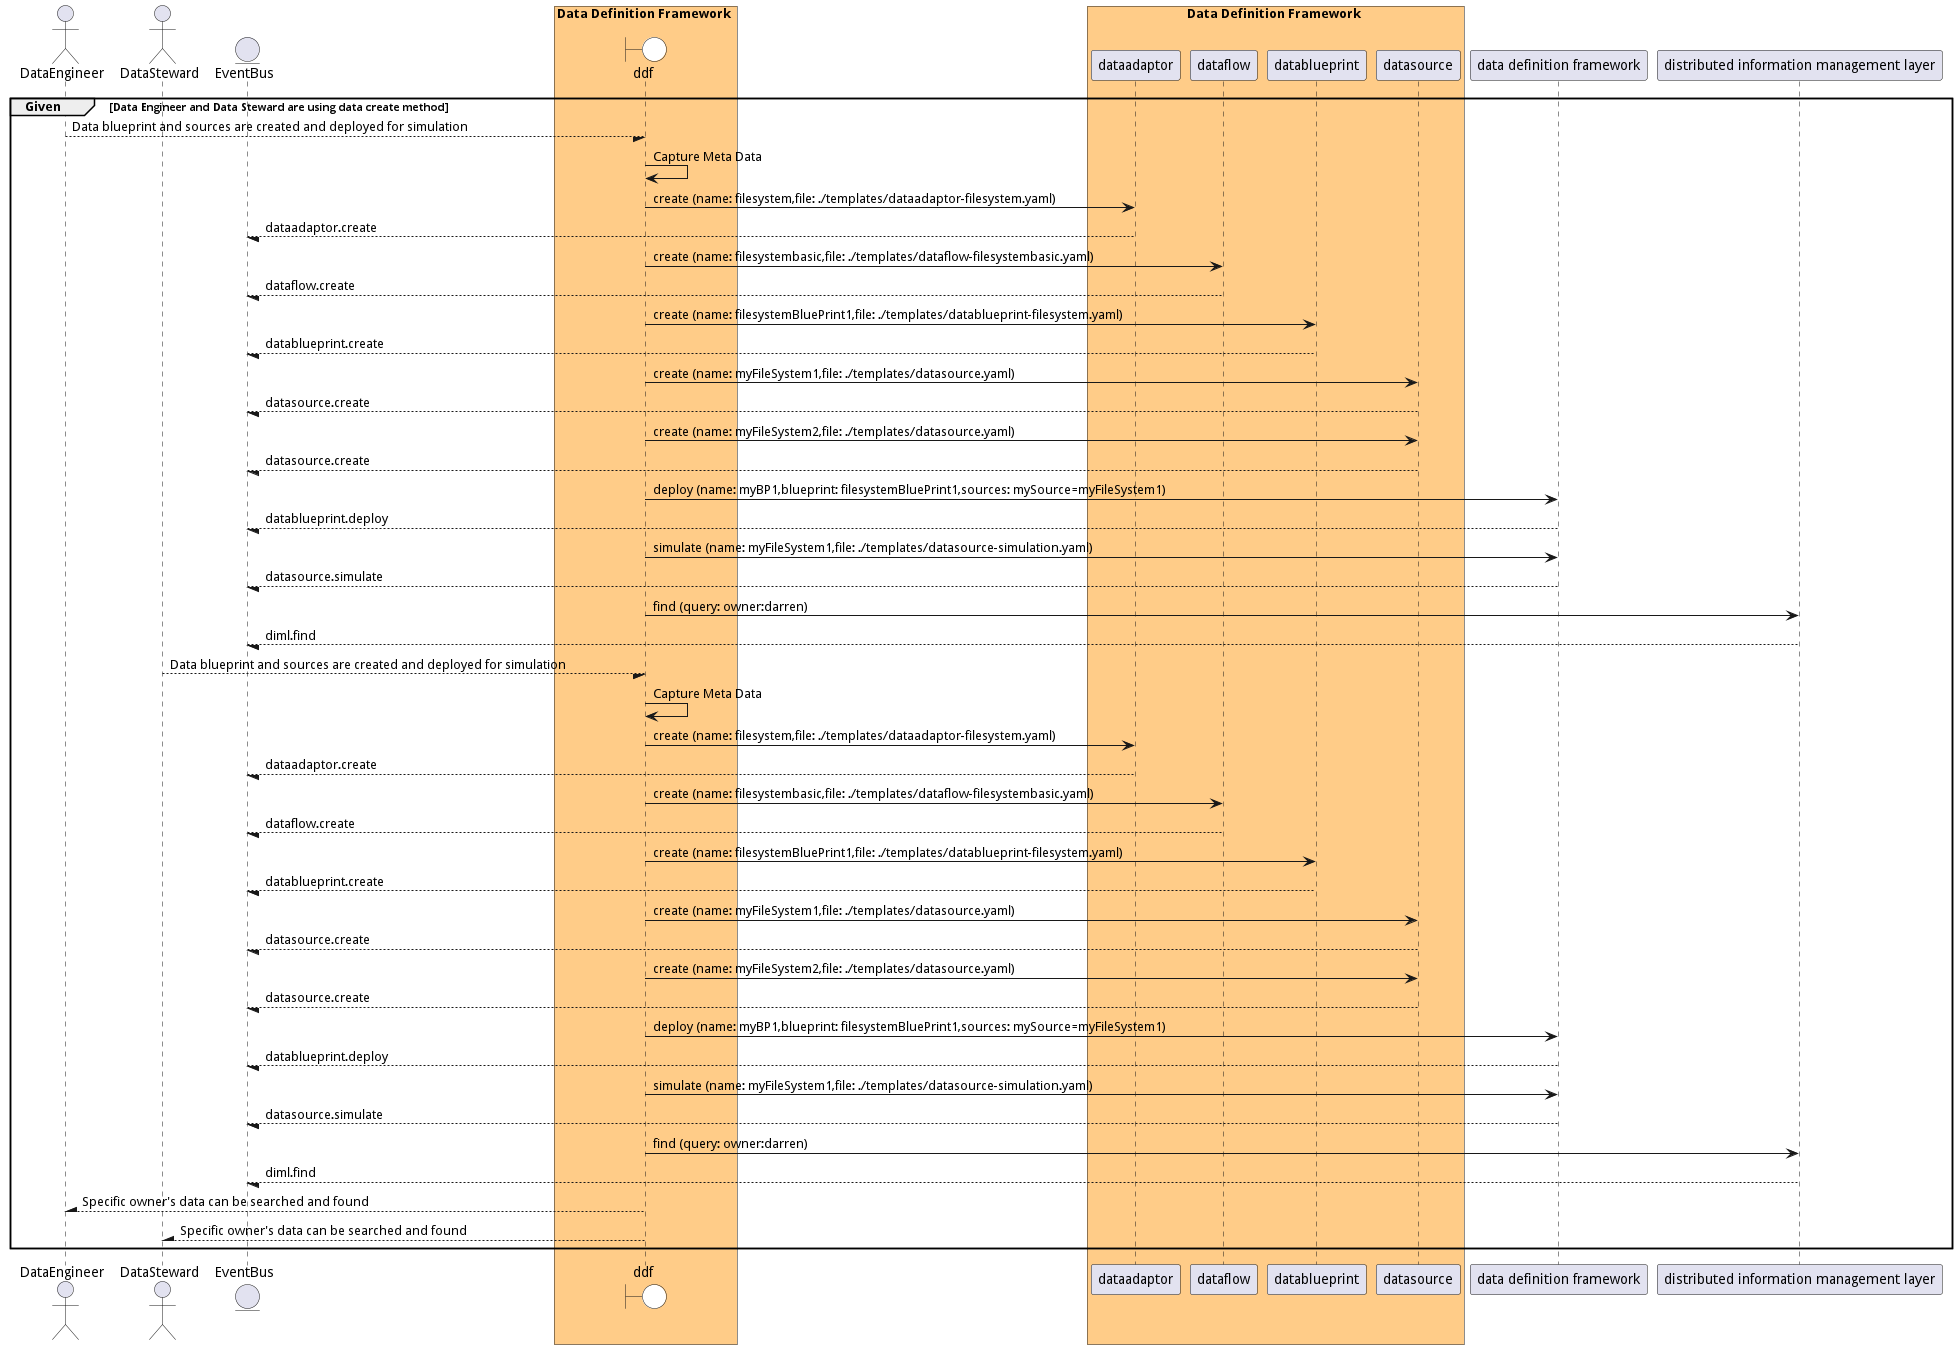 Data Definition Framework
Data Definition Framework
DataEngineer
DataSteward
EventBus
ddf
dataadaptor
dataflow
datablueprint
datasource
data definition framework
distributed information management layer
Given
[Data Engineer and Data Steward are using data create method]
Data blueprint and sources are created and deployed for simulation
Capture Meta Data
create (name: filesystem,file: ./templates/dataadaptor-filesystem.yaml)
dataadaptor.create
create (name: filesystembasic,file: ./templates/dataflow-filesystembasic.yaml)
dataflow.create
create (name: filesystemBluePrint1,file: ./templates/datablueprint-filesystem.yaml)
datablueprint.create
create (name: myFileSystem1,file: ./templates/datasource.yaml)
datasource.create
create (name: myFileSystem2,file: ./templates/datasource.yaml)
datasource.create
deploy (name: myBP1,blueprint: filesystemBluePrint1,sources: mySource=myFileSystem1)
datablueprint.deploy
simulate (name: myFileSystem1,file: ./templates/datasource-simulation.yaml)
datasource.simulate
find (query: owner:darren)
diml.find
Data blueprint and sources are created and deployed for simulation
Capture Meta Data
create (name: filesystem,file: ./templates/dataadaptor-filesystem.yaml)
dataadaptor.create
create (name: filesystembasic,file: ./templates/dataflow-filesystembasic.yaml)
dataflow.create
create (name: filesystemBluePrint1,file: ./templates/datablueprint-filesystem.yaml)
datablueprint.create
create (name: myFileSystem1,file: ./templates/datasource.yaml)
datasource.create
create (name: myFileSystem2,file: ./templates/datasource.yaml)
datasource.create
deploy (name: myBP1,blueprint: filesystemBluePrint1,sources: mySource=myFileSystem1)
datablueprint.deploy
simulate (name: myFileSystem1,file: ./templates/datasource-simulation.yaml)
datasource.simulate
find (query: owner:darren)
diml.find
Specific owner's data can be searched and found
Specific owner's data can be searched and found
DataEngineer
DataSteward
EventBus
ddf
dataadaptor
dataflow
datablueprint
datasource
data definition framework
distributed information management layer